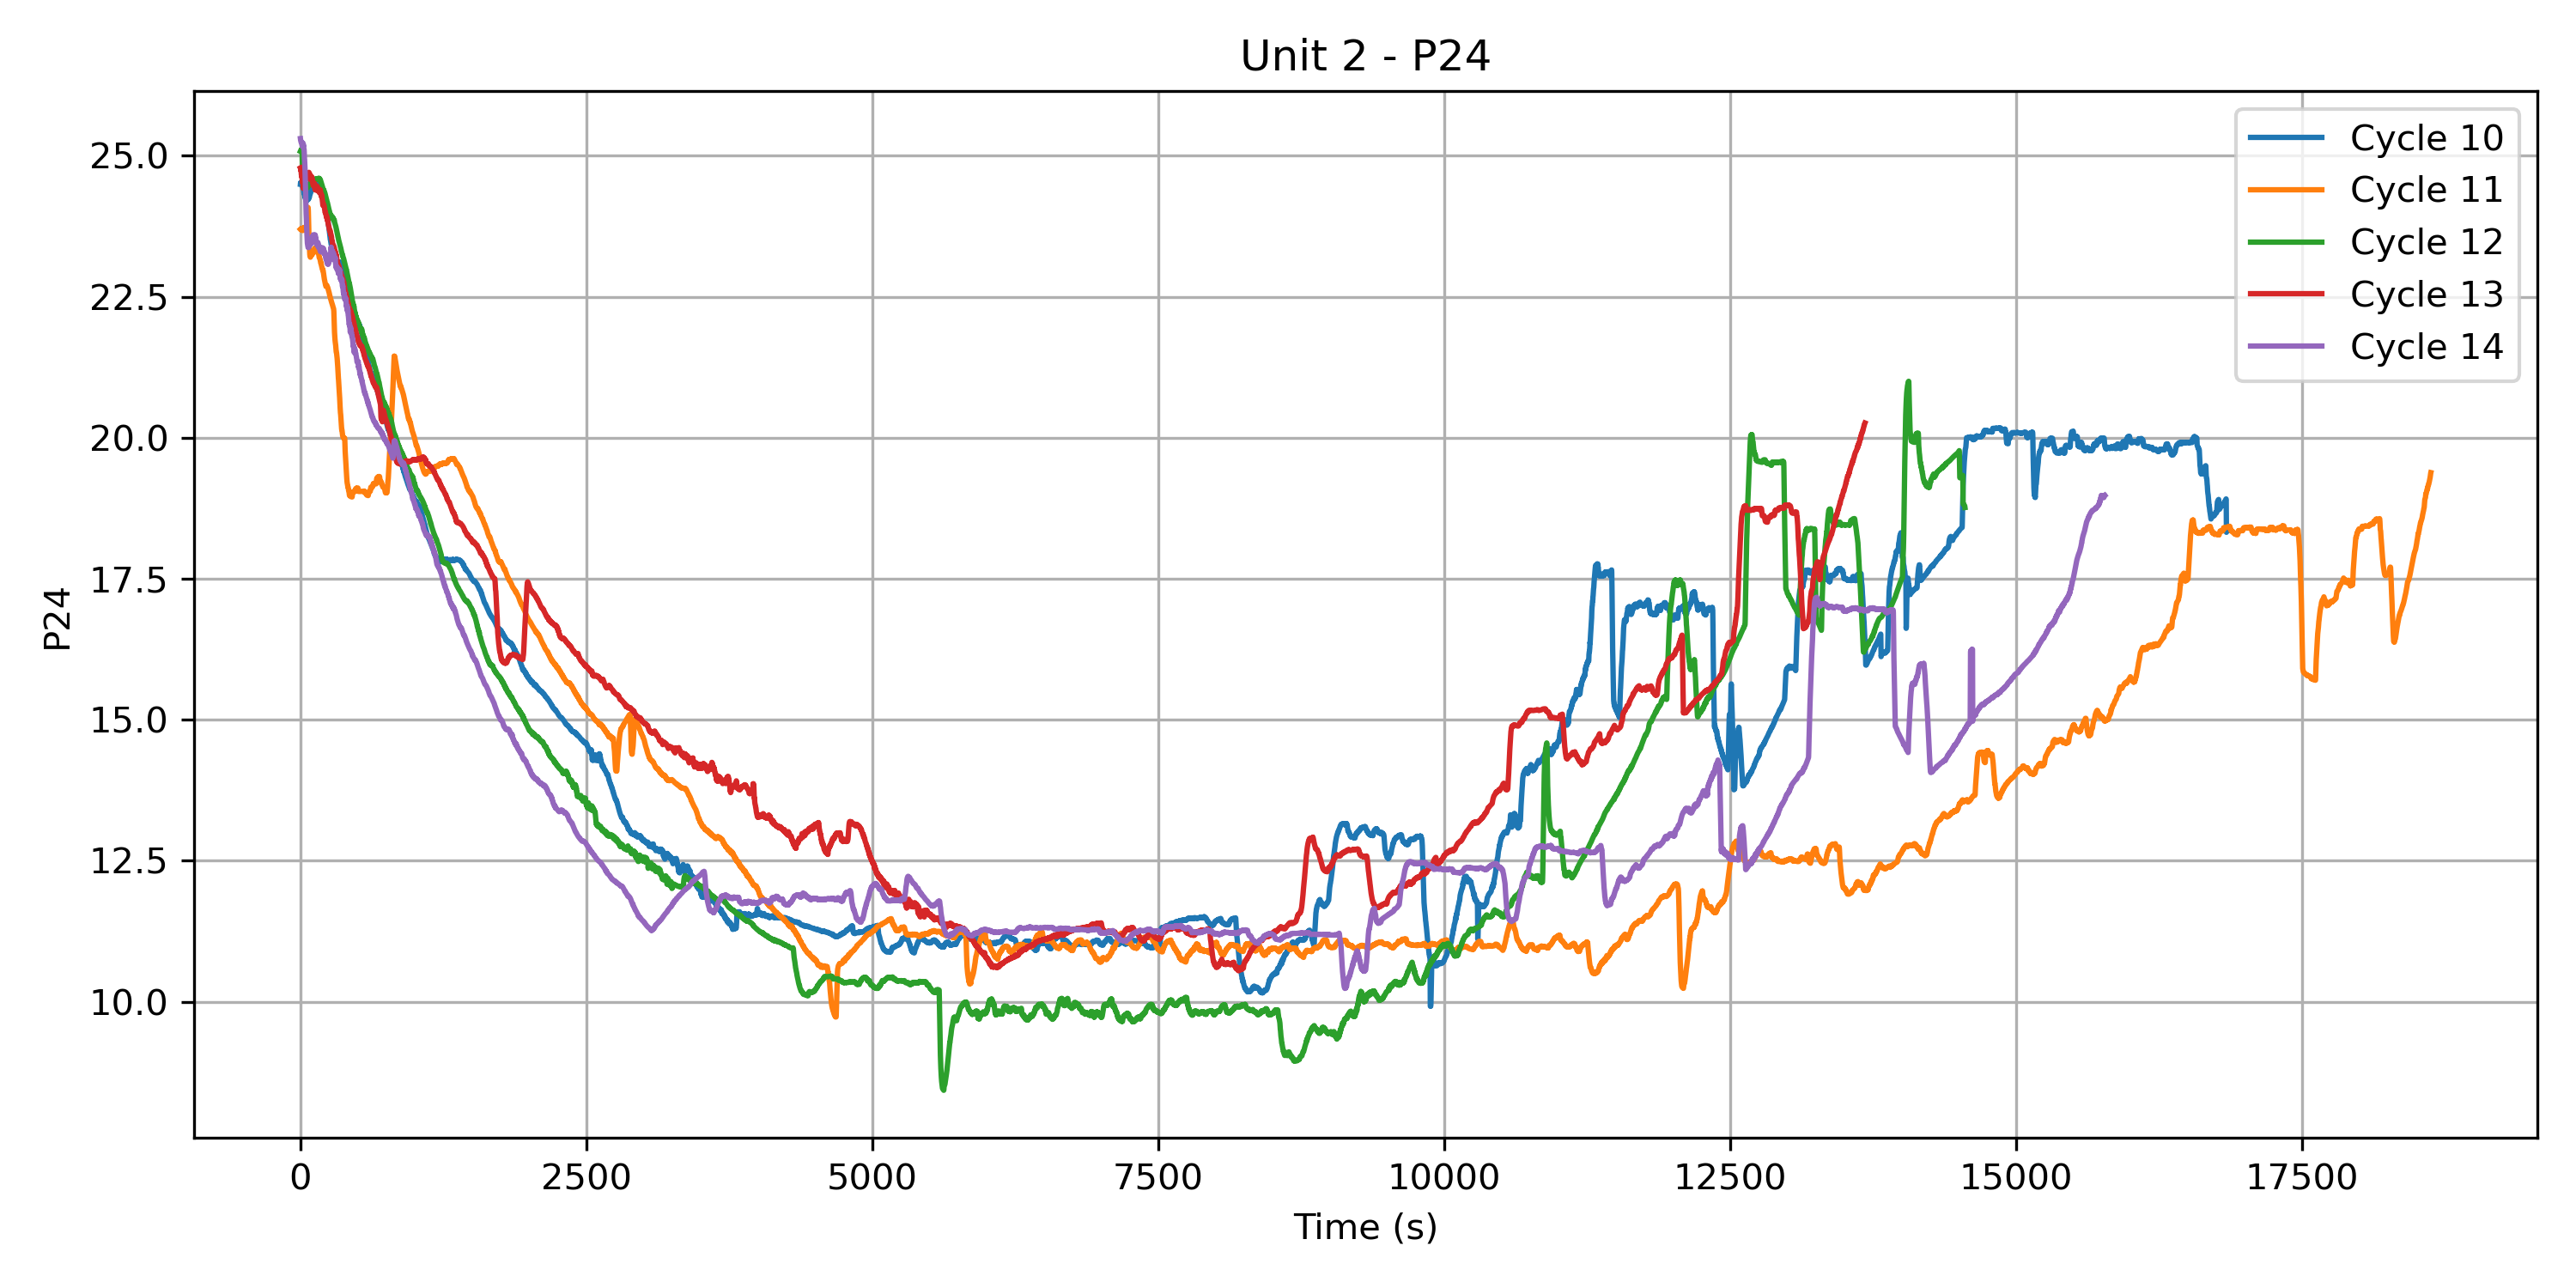 Unit 2 - P24
25.0
22.5
20.0
17.5
15.0
12.5
10.0
P24
0 2500 5000 7500 10000 12500 15000 17500
Time (s)
Cycle 10
Cycle 11
Cycle 12
Cycle 13
Cycle 14